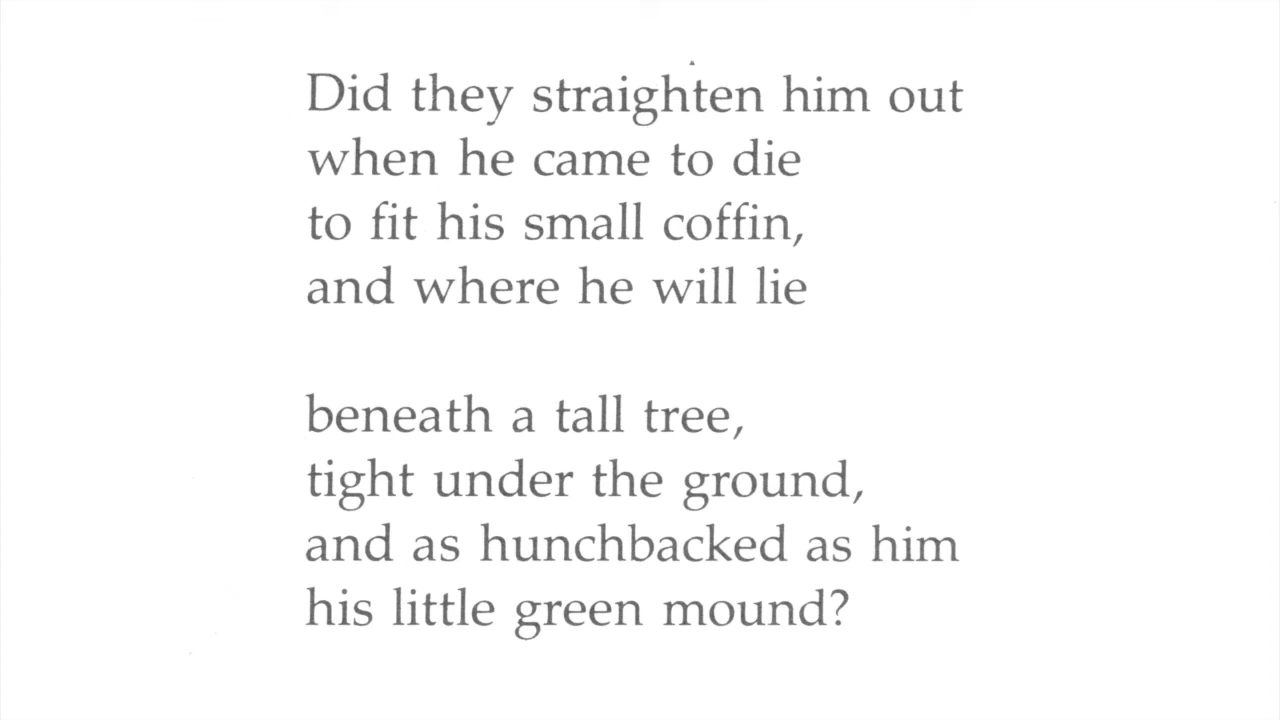 Did they straighten him out
when he came to die
to fit his small coffin,
and where he will lie
beneath a tall tree,
tight under the ground,
and as hunchbacked as him
his little green mound?